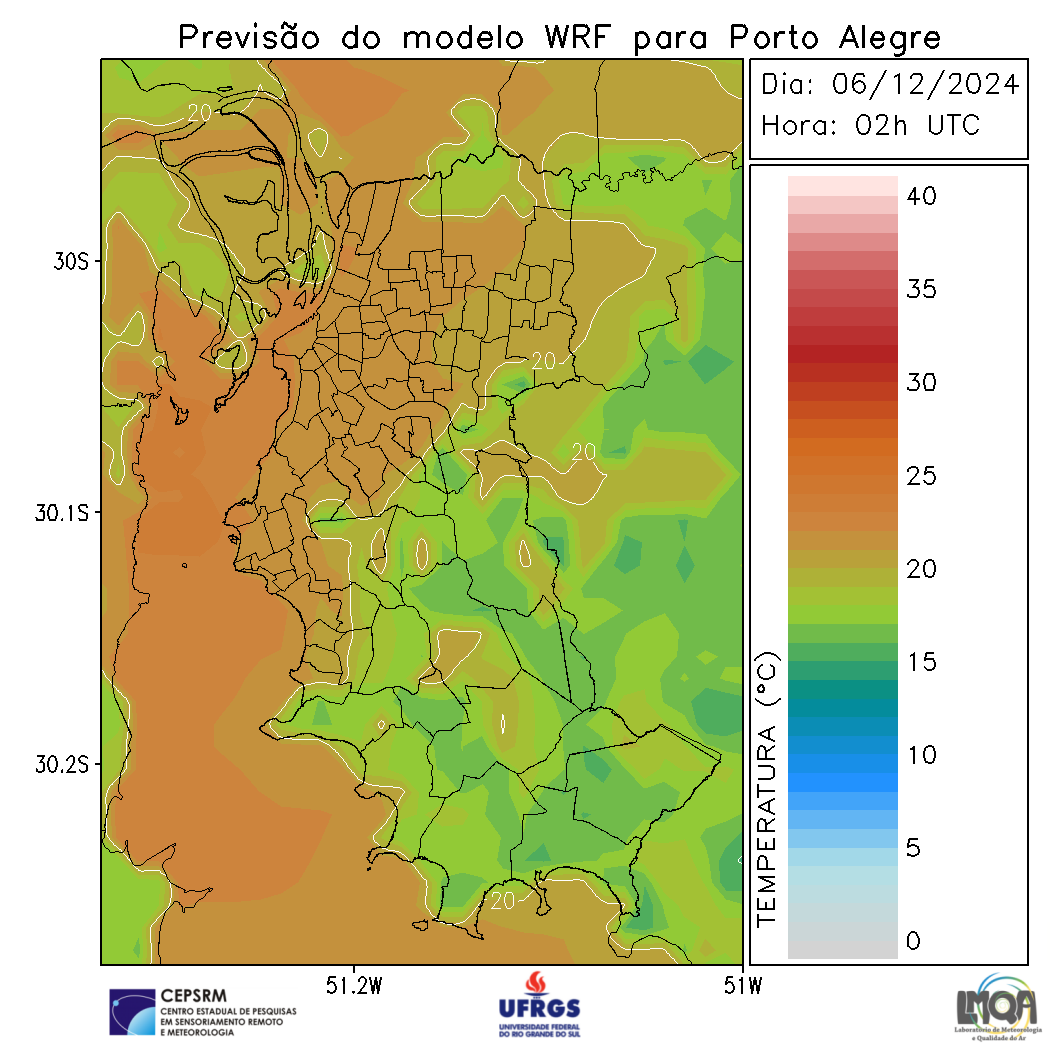 Previsão do modelo WRF para Porto Alegre
Dia: 06/12/2024
Hora: 02h UTC
40
35
30
25
20
15
10
5
0
TEMPERATURA (°C)
30S
30.1S
30.2S
51.2W
51W
20
20
20
20
CEPSRM
CENTRO ESTADUAL DE PESQUISAS
EM SENSORIAMENTO REMOTO
E METEOROLOGIA
UFRGS
UNIVERSIDADE FEDERAL
DO RIO GRANDE DO SUL
LMQA
Laboratório de Meteorologia
e Qualidade do Ar